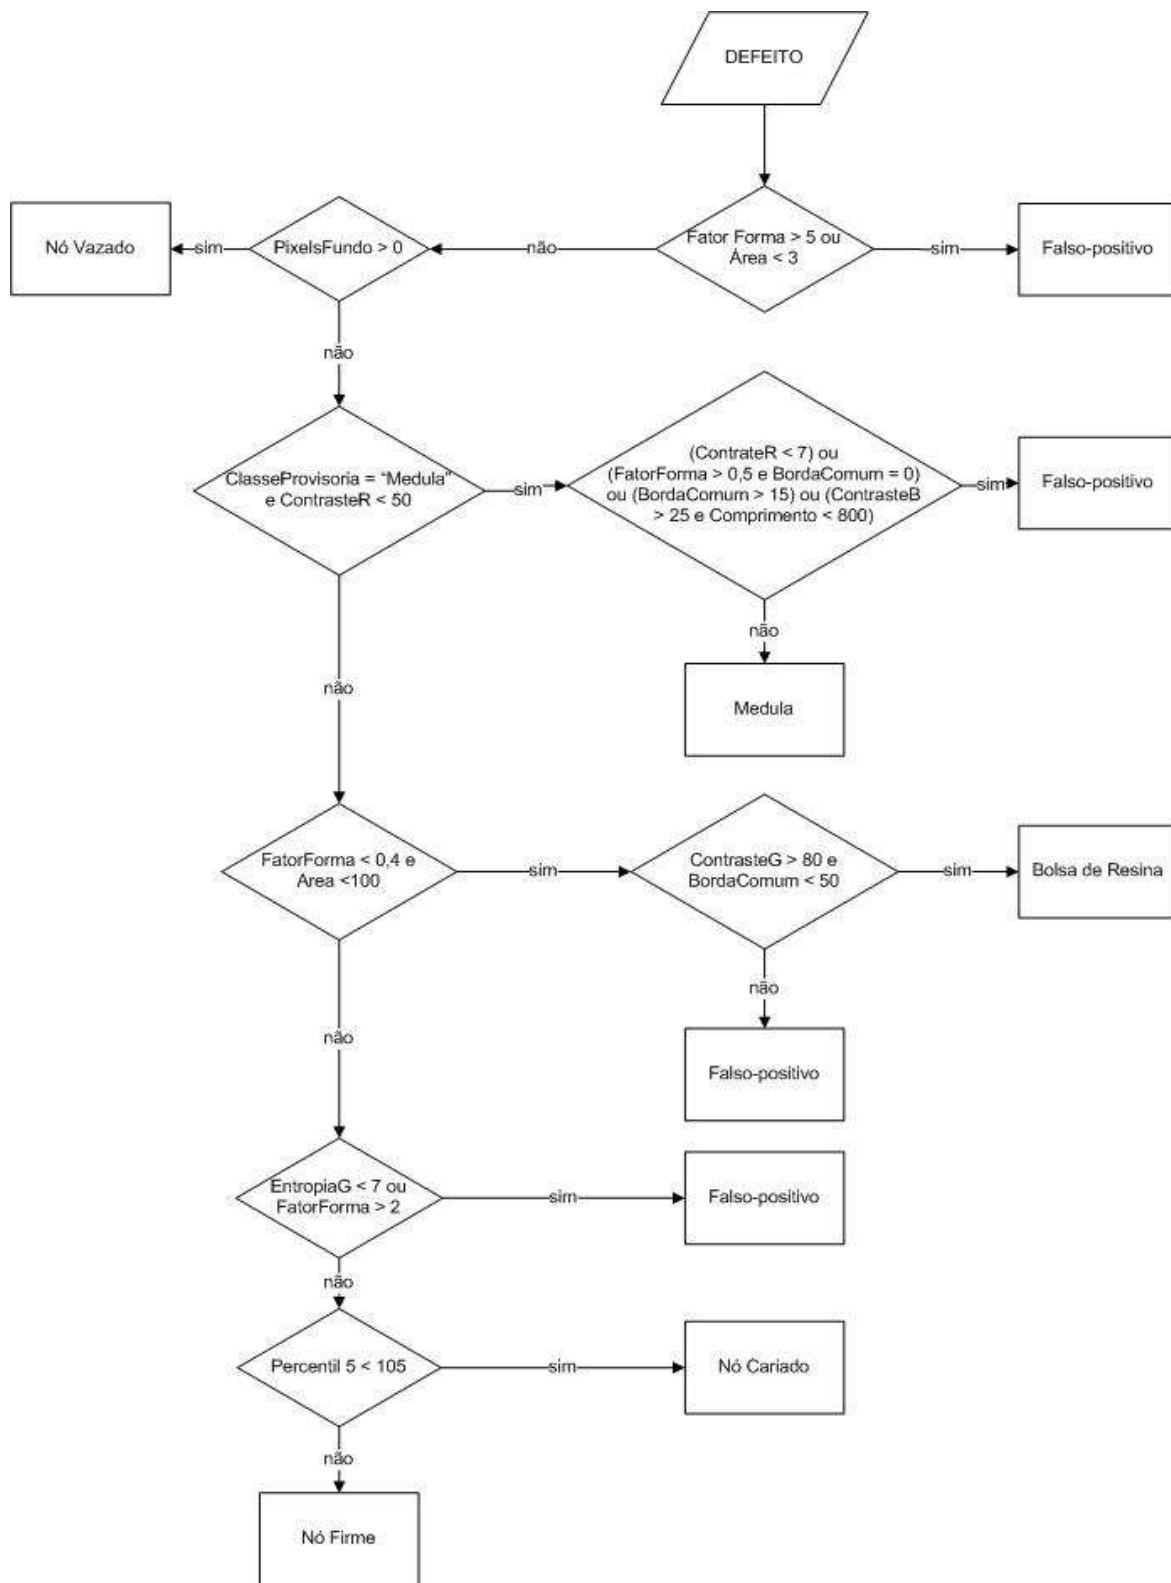 DEFEITO
Nó Vazado
sim
PixelsFundo > 0
não
Fator Forma > 5 ou
Área < 3
sim
Falso-positivo
não
ClasseProvisoria = "Medula"
e ContrasteR < 50
sim
(ContrateR < 7) ou
(FatorForma > 0,5 e BordaComum = 0)
ou (BordaComum > 15) ou (ContrasteB
> 25 e Comprimento < 800)
sim
Falso-positivo
não
Medula
não
FatorForma < 0,4 e
Area <100
sim
ContrasteG > 80 e
BordaComum < 50
sim
Bolsa de Resina
não
Falso-positivo
não
EntropiaG < 7 ou
FatorForma > 2
sim
Falso-positivo
não
Percentil 5 < 105
sim
Nó Cariado
não
Nó Firme